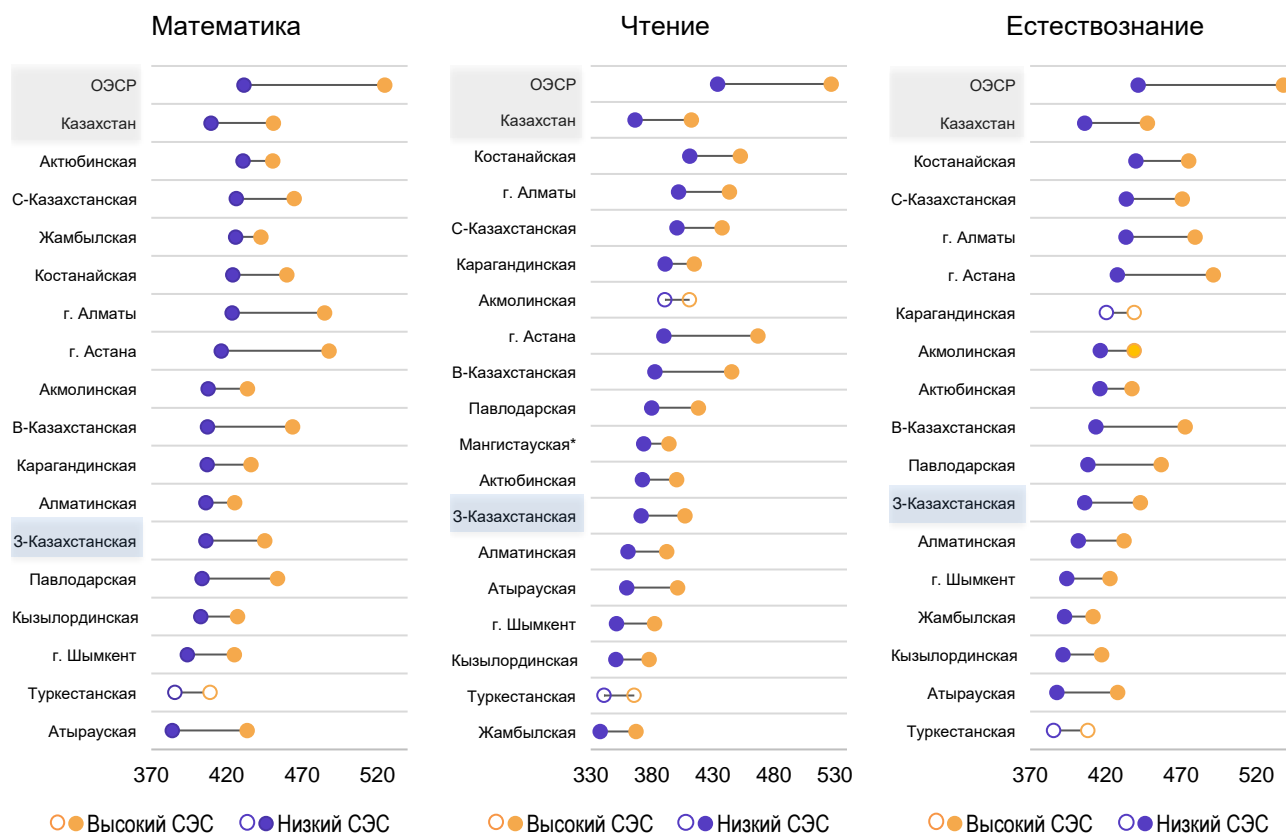 Математика
ОЭСР
Казахстан
Актюбинская
С-Казахстанская
Жамбылская
Костанайская
г. Алматы
г. Астана
Акмолинская
В-Казахстанская
Карагандинская
Алматинская
З-Казахстанская
Павлодарская
Кызылординская
г. Шымкент
Туркестанская
Атырауская
370 420 470 520
Высокий СЭС Низкий СЭС
Чтение
ОЭСР
Казахстан
Костанайская
г. Алматы
С-Казахстанская
Карагандинская
Акмолинская
г. Астана
В-Казахстанская
Павлодарская
Мангистауская*
Актюбинская
З-Казахстанская
Алматинская
Атырауская
г. Шымкент
Кызылординская
Туркестанская
Жамбылская
330 380 430 480 530
Высокий СЭС Низкий СЭС
Естествознание
ОЭСР
Казахстан
Костанайская
С-Казахстанская
г. Алматы
г. Астана
Карагандинская
Акмолинская
Актюбинская
В-Казахстанская
Павлодарская
З-Казахстанская
Алматинская
г. Шымкент
Жамбылская
Кызылординская
Атырауская
Туркестанская
370 420 470 520
Высокий СЭС Низкий СЭС